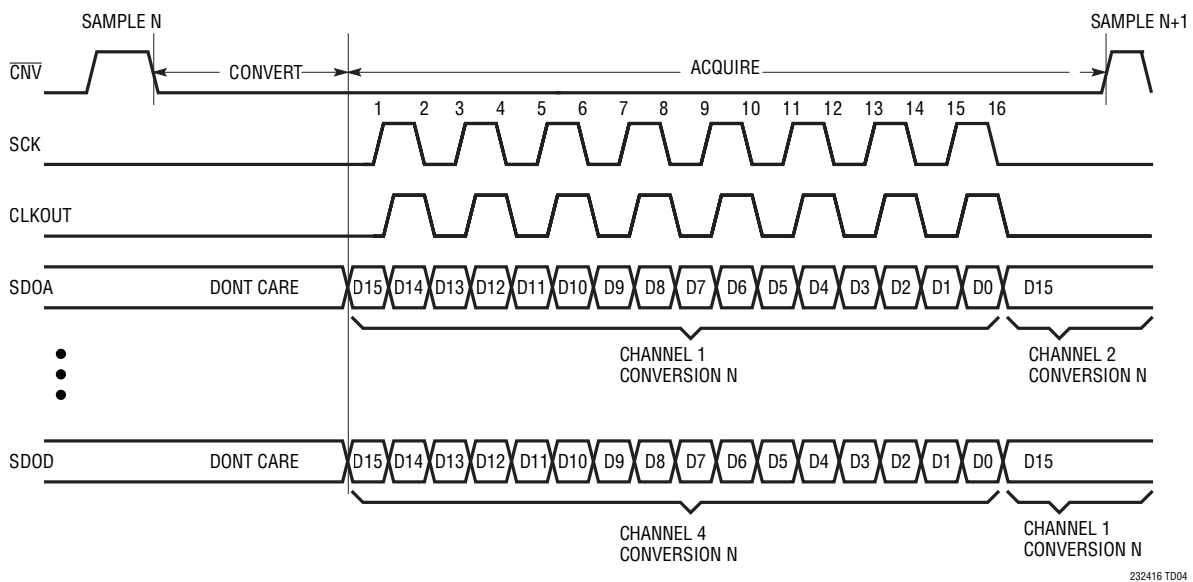 SAMPLE N SAMPLE N+1
CNV CONVERT ACQUIRE
1 2 3 4 5 6 7 8 9 10 11 12 13 14 15 16
SCK
CLKOUT
SDOA DONT CARE D15 D14 D13 D12 D11 D10 D9 D8 D7 D6 D5 D4 D3 D2 D1 D0 D15
CHANNEL 1 CHANNEL 2
CONVERSION N CONVERSION N
SDOD DONT CARE D15 D14 D13 D12 D11 D10 D9 D8 D7 D6 D5 D4 D3 D2 D1 D0 D15
CHANNEL 4 CHANNEL 1
CONVERSION N CONVERSION N
232416 TD04